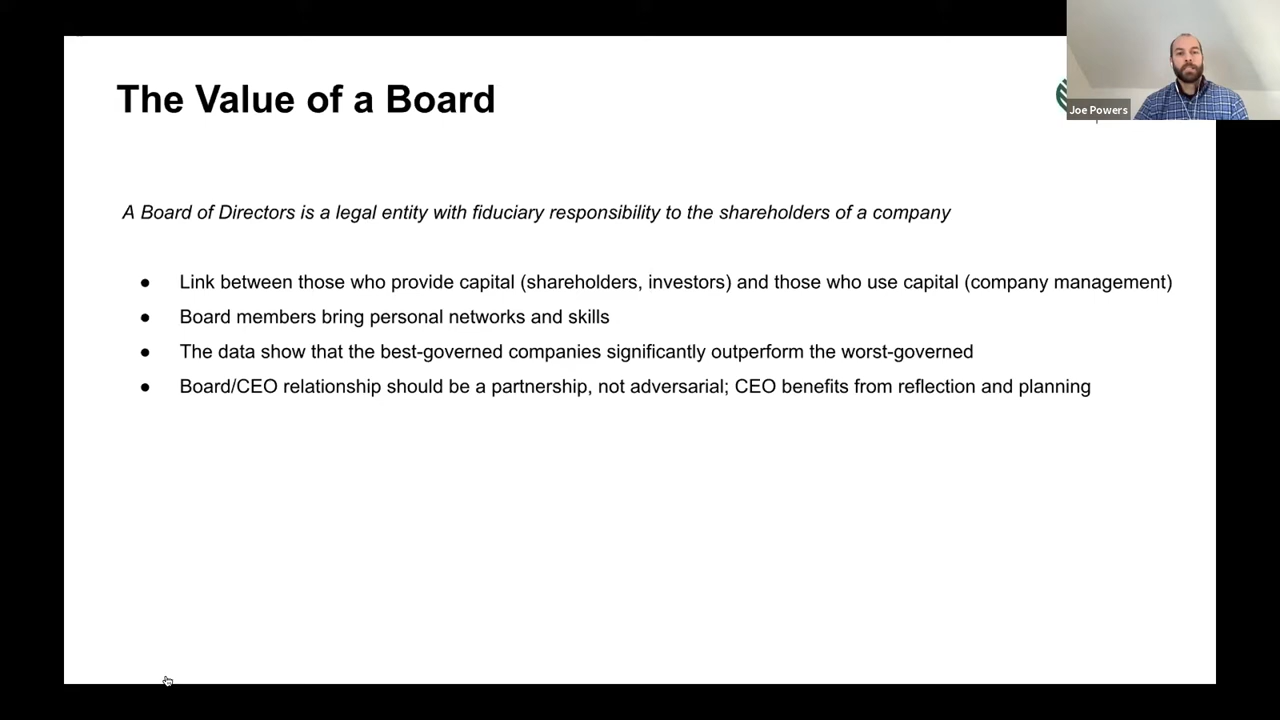 The Value of a Board
Joe Powers
A Board of Directors is a legal entity with fiduciary responsibility to the shareholders of a company
● Link between those who provide capital (shareholders, investors) and those who use capital (company management)
● Board members bring personal networks and skills
● The data show that the best-governed companies significantly outperform the worst-governed
● Board/CEO relationship should be a partnership, not adversarial; CEO benefits from reflection and planning